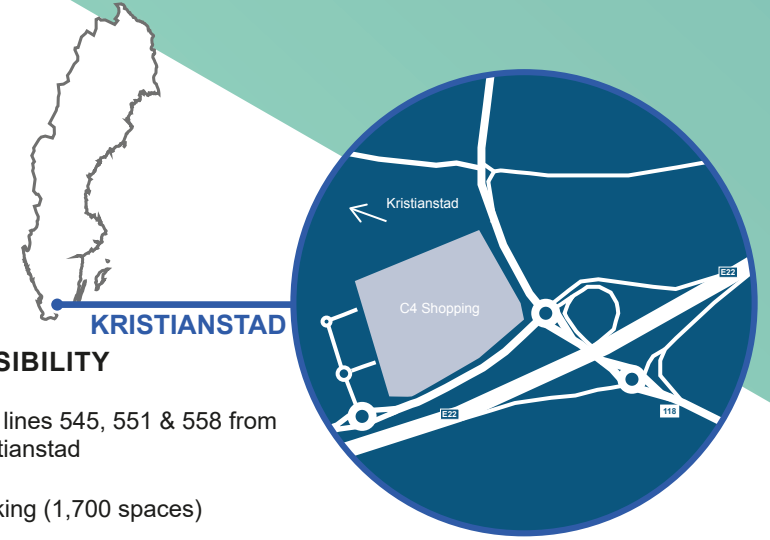 KRISTIANSTAD
SIBILITY
lines 545, 551 & 558 from
tianstad
king (1,700 spaces)
Kristianstad
C4 Shopping
E22
E22
118